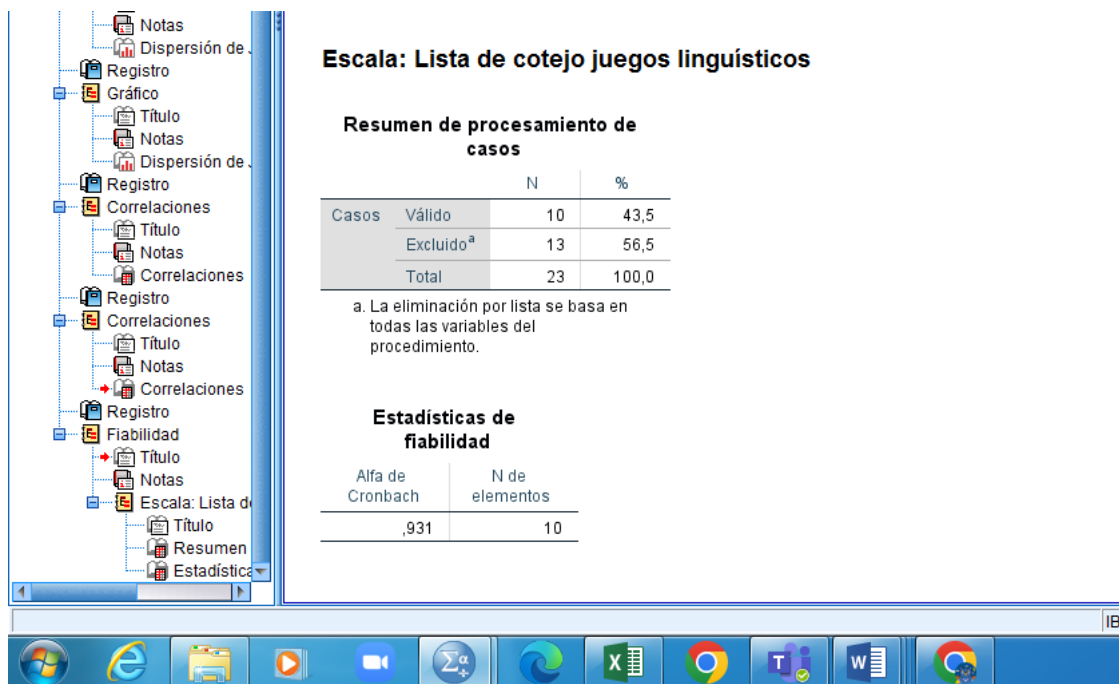 Notas
Dispersión de .
Registro
Gráfico
Título
Notas
Dispersión de .
Registro
Correlaciones
Título
Notas
Correlaciones
Registro
Correlaciones
Título
Notas
Correlaciones
Registro
Fiabilidad
Título
Notas
Escala: Lista de
Título
Resumen
Estadística
Escala: Lista de cotejo juegos linguísticos
Resumen de procesamiento de
casos
N %
Casos Válido 10 43,5
Excluidoª 13 56,5
Total 23 100,0
a. La eliminación por lista se basa en
todas las variables del
procedimiento.
Estadísticas de
fiabilidad
Alfa de N de
Cronbach elementos
,931 10
IB